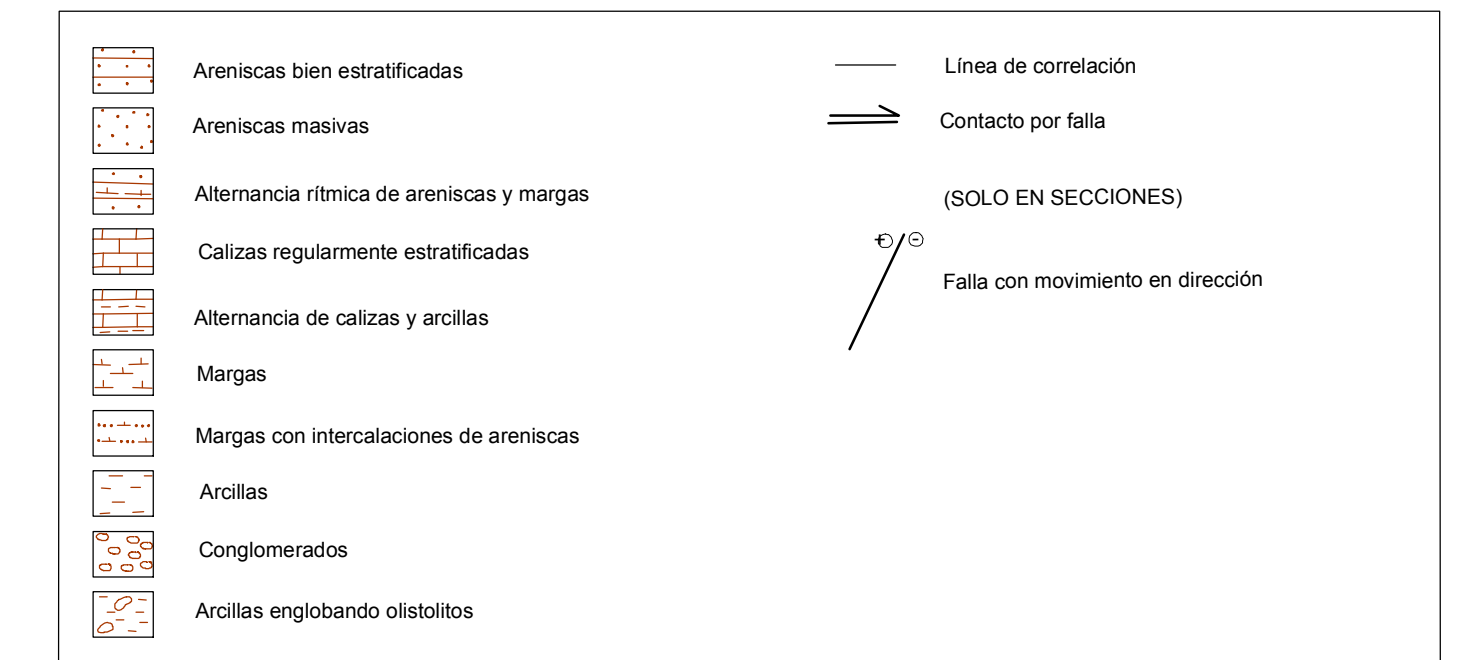 Areniscas bien estratificadas
Areniscas masivas
Alternancia rítmica de areniscas y margas
Calizas regularmente estratificadas
Alternancia de calizas y arcillas
Margas
Margas con intercalaciones de areniscas
Arcillas
Conglomerados
Arcillas englobando olistolitos
Línea de correlación
Contacto por falla
(SOLO EN SECCIONES)
+ -
Falla con movimiento en dirección